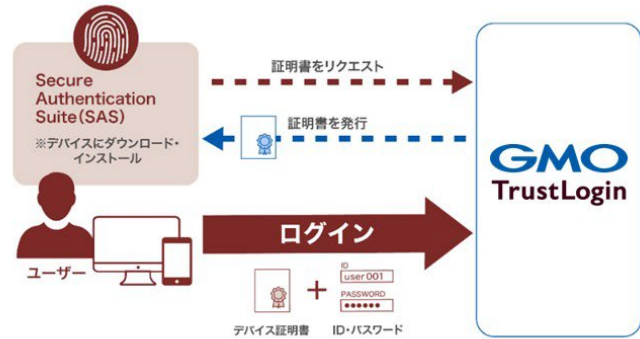 Secure
Authentication
Suite(SAS)
※デバイスにダウンロード・
インストール
証明書をリクエスト
証明書を発行
GMO
TrustLogin
ログイン
ユーザー
ID
user001
PASSWORD
●●●●●●
デバイス証明書
ID・パスワード